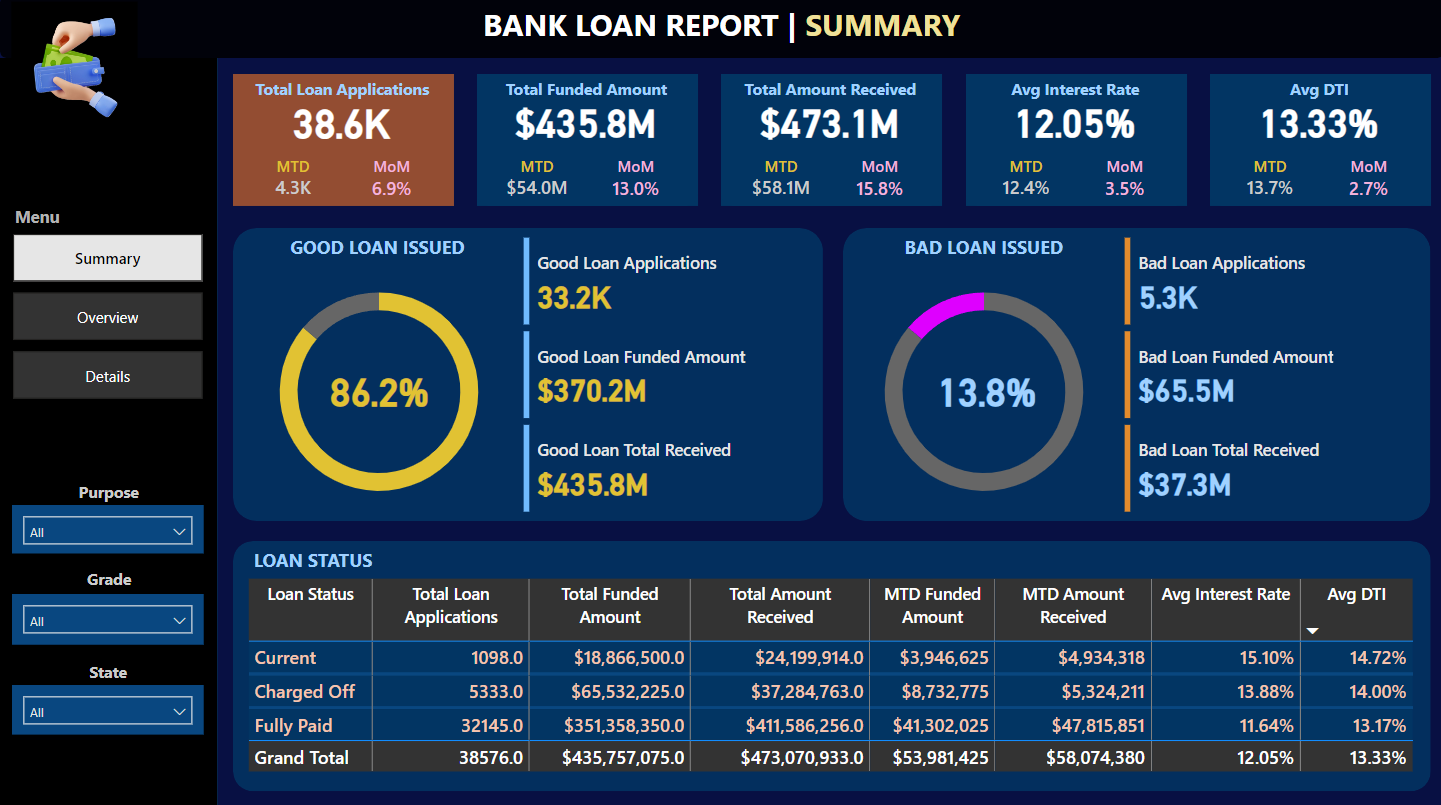 BANK LOAN REPORT | SUMMARY
Total Loan Applications
38.6K
MTD MoM
4.3K 6.9%
Total Funded Amount
$435.8M
MTD MoM
$54.0M 13.0%
Total Amount Received
$473.1M
MTD MoM
$58.1M 15.8%
Avg Interest Rate
12.05%
MTD MoM
12.4% 3.5%
Avg DTI
13.33%
MTD MoM
13.7% 2.7%
Menu
Summary
Overview
Details
Purpose
All
Grade
All
State
All
GOOD LOAN ISSUED
86.2%
Good Loan Applications
33.2K
Good Loan Funded Amount
$370.2M
Good Loan Total Received
$435.8M
BAD LOAN ISSUED
13.8%
Bad Loan Applications
5.3K
Bad Loan Funded Amount
$65.5M
Bad Loan Total Received
$37.3M
LOAN STATUS
Loan Status Total Loan Total Funded Total Amount MTD Funded MTD Amount Avg Interest Rate Avg DTI
Applications Amount Received Amount Received
Current 1098.0 $18,866,500.0 $24,199,914.0 $3,946,625 $4,934,318 15.10% 14.72%
Charged Off 5333.0 $65,532,225.0 $37,284,763.0 $8,732,775 $5,324,211 13.88% 14.00%
Fully Paid 32145.0 $351,358,350.0 $411,586,256.0 $41,302,025 $47,815,851 11.64% 13.17%
Grand Total 38576.0 $435,757,075.0 $473,070,933.0 $53,981,425 $58,074,380 12.05% 13.33%